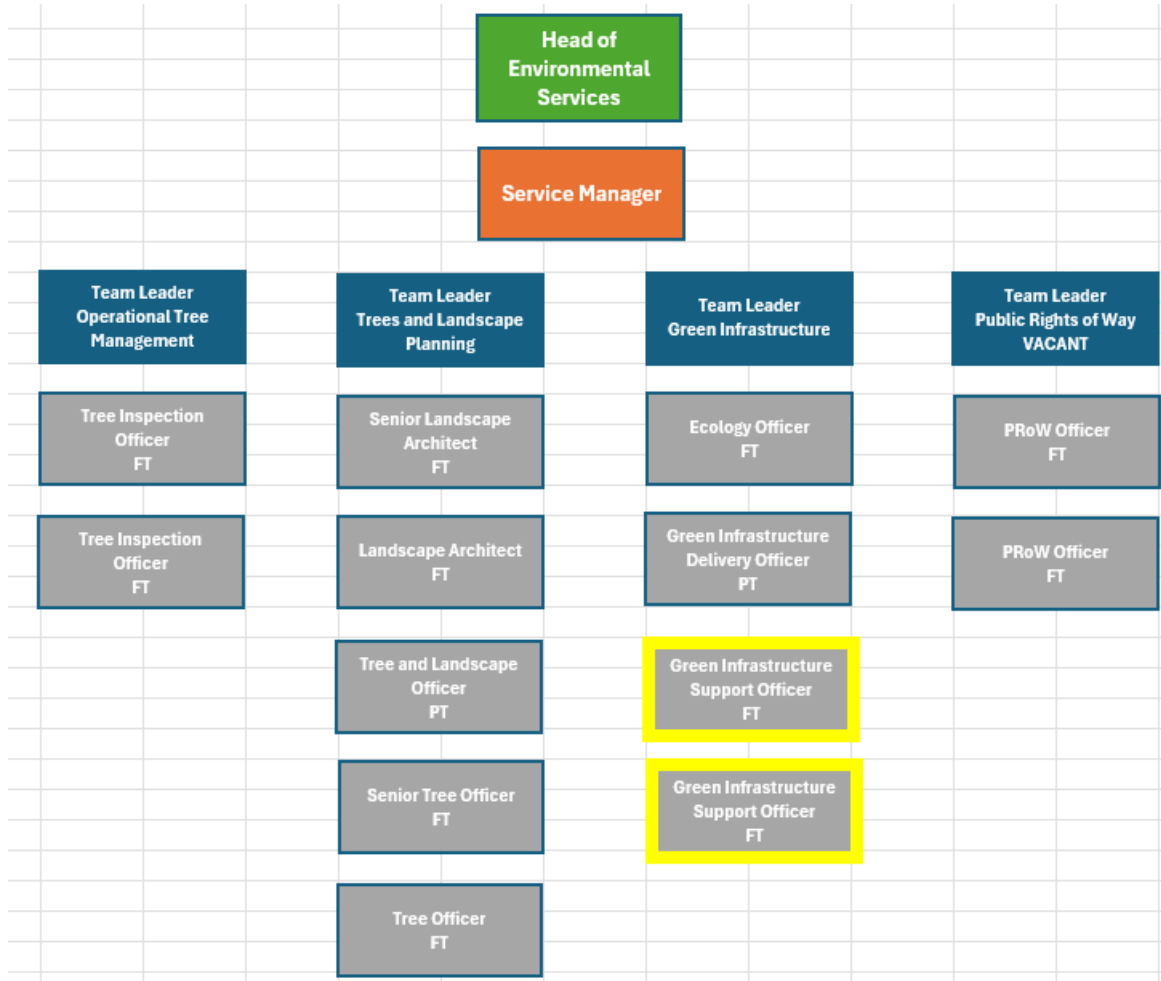 Head of
Environmental
Services
Service Manager
Team Leader
Operational Tree
Management
Team Leader
Trees and Landscape
Planning
Team Leader
Green Infrastructure
Team Leader
Public Rights of Way
VACANT
Tree Inspection
Officer
FT
Senior Landscape
Architect
FT
Ecology Officer
FT
PRoW Officer
FT
Tree Inspection
Officer
FT
Landscape Architect
FT
Green Infrastructure
Delivery Officer
PT
PRoW Officer
FT
Tree and Landscape
Officer
PT
Green Infrastructure
Support Officer
FT
Senior Tree Officer
FT
Green Infrastructure
Support Officer
FT
Tree Officer
FT